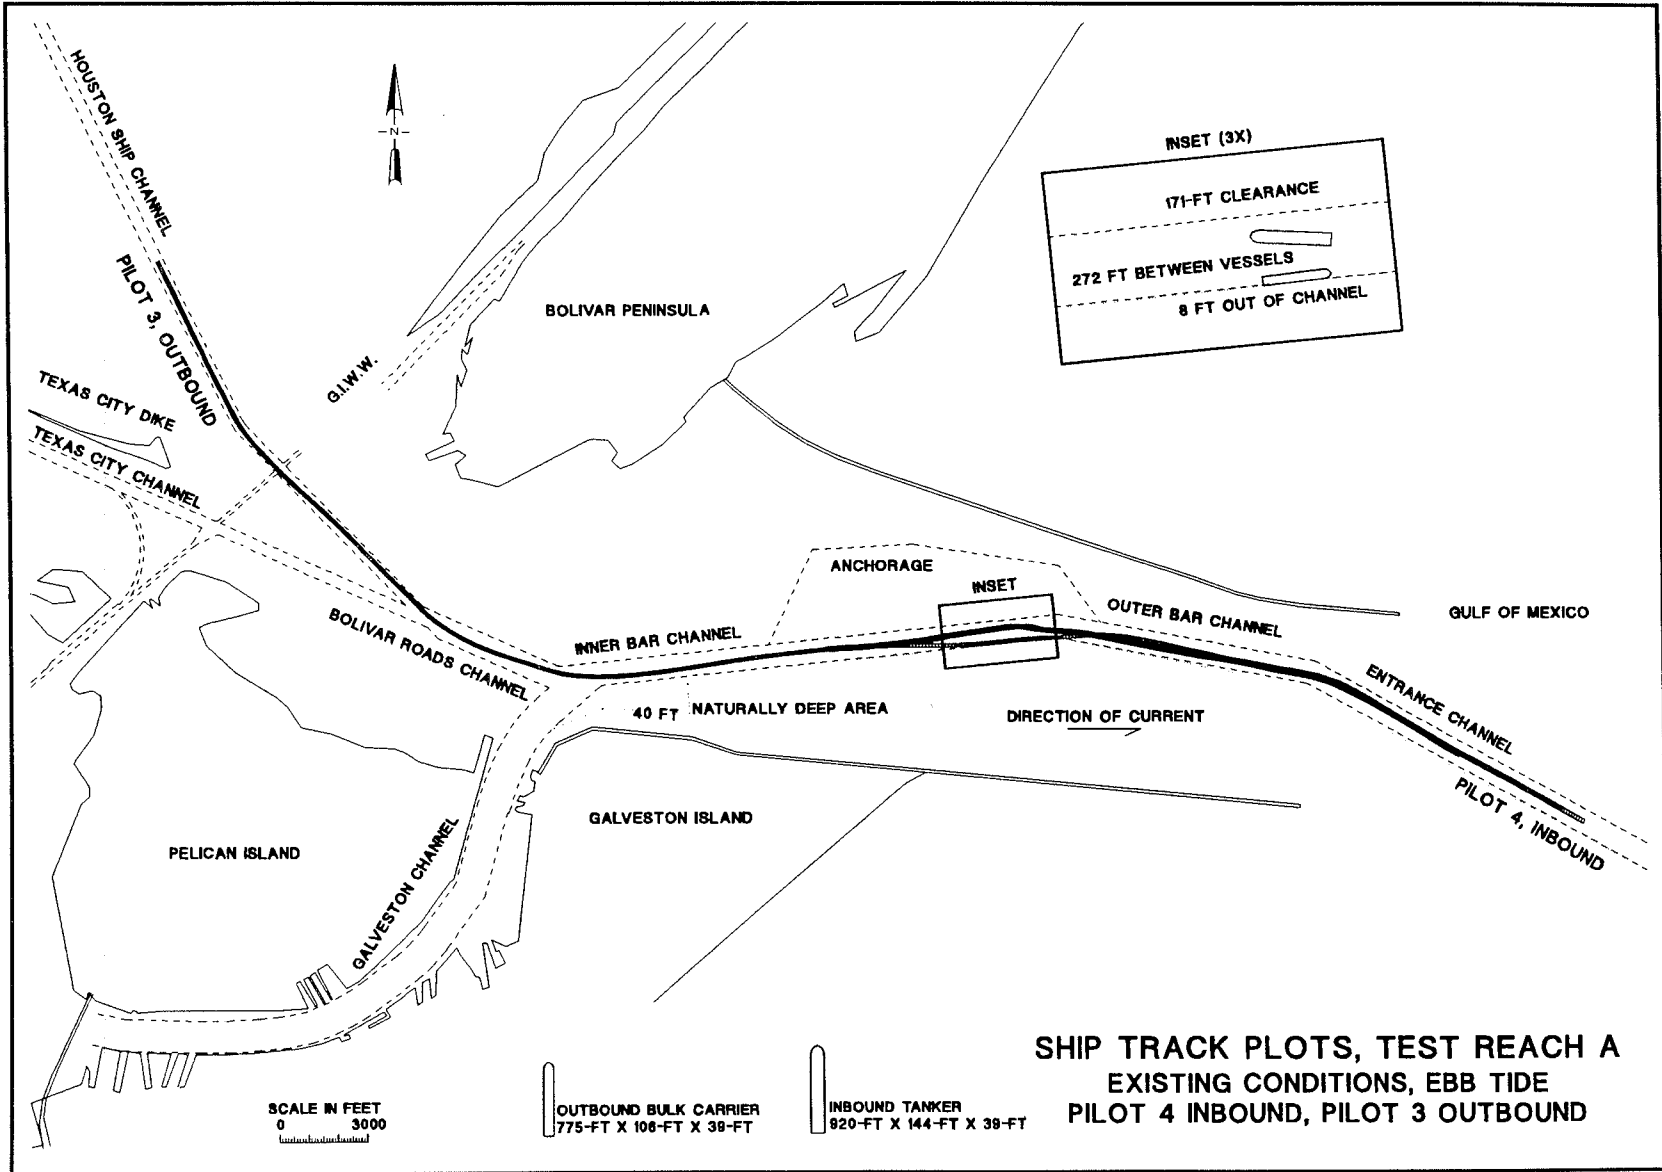 HOUSTON SHIP CHANNEL
N
INSET (3X)
171-FT CLEARANCE
272 FT BETWEEN VESSELS
8 FT OUT OF CHANNEL
PILOT 3, OUTBOUND
BOLIVAR PENINSULA
G.I.W.W.
TEXAS CITY DIKE
TEXAS CITY CHANNEL
ANCHORAGE
INSET
OUTER BAR CHANNEL
GULF OF MEXICO
BOLIVAR ROADS CHANNEL
INNER BAR CHANNEL
ENTRANCE CHANNEL
40 FT
NATURALLY DEEP AREA
DIRECTION OF CURRENT
PILOT 4, INBOUND
GALVESTON ISLAND
PELICAN ISLAND
GALVESTON CHANNEL
SCALE IN FEET
0 3000
OUTBOUND BULK CARRIER
775-FT X 106-FT X 39-FT
INBOUND TANKER
920-FT X 144-FT X 39-FT
SHIP TRACK PLOTS, TEST REACH A
EXISTING CONDITIONS, EBB TIDE
PILOT 4 INBOUND, PILOT 3 OUTBOUND